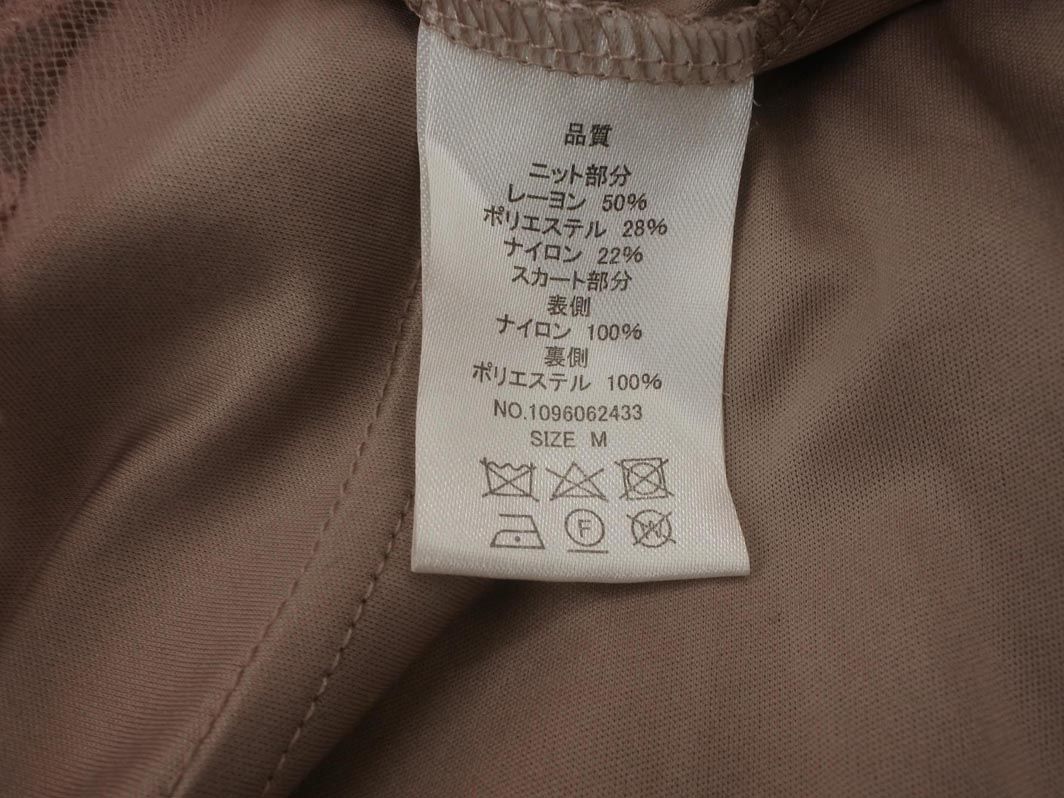 品質
ニット部分
レーヨン 50%
ポリエステル 28%
ナイロン 22%
スカート部分
表側
ナイロン 100%
裏側
ポリエステル 100%
NO.1096062433
SIZE M
F W